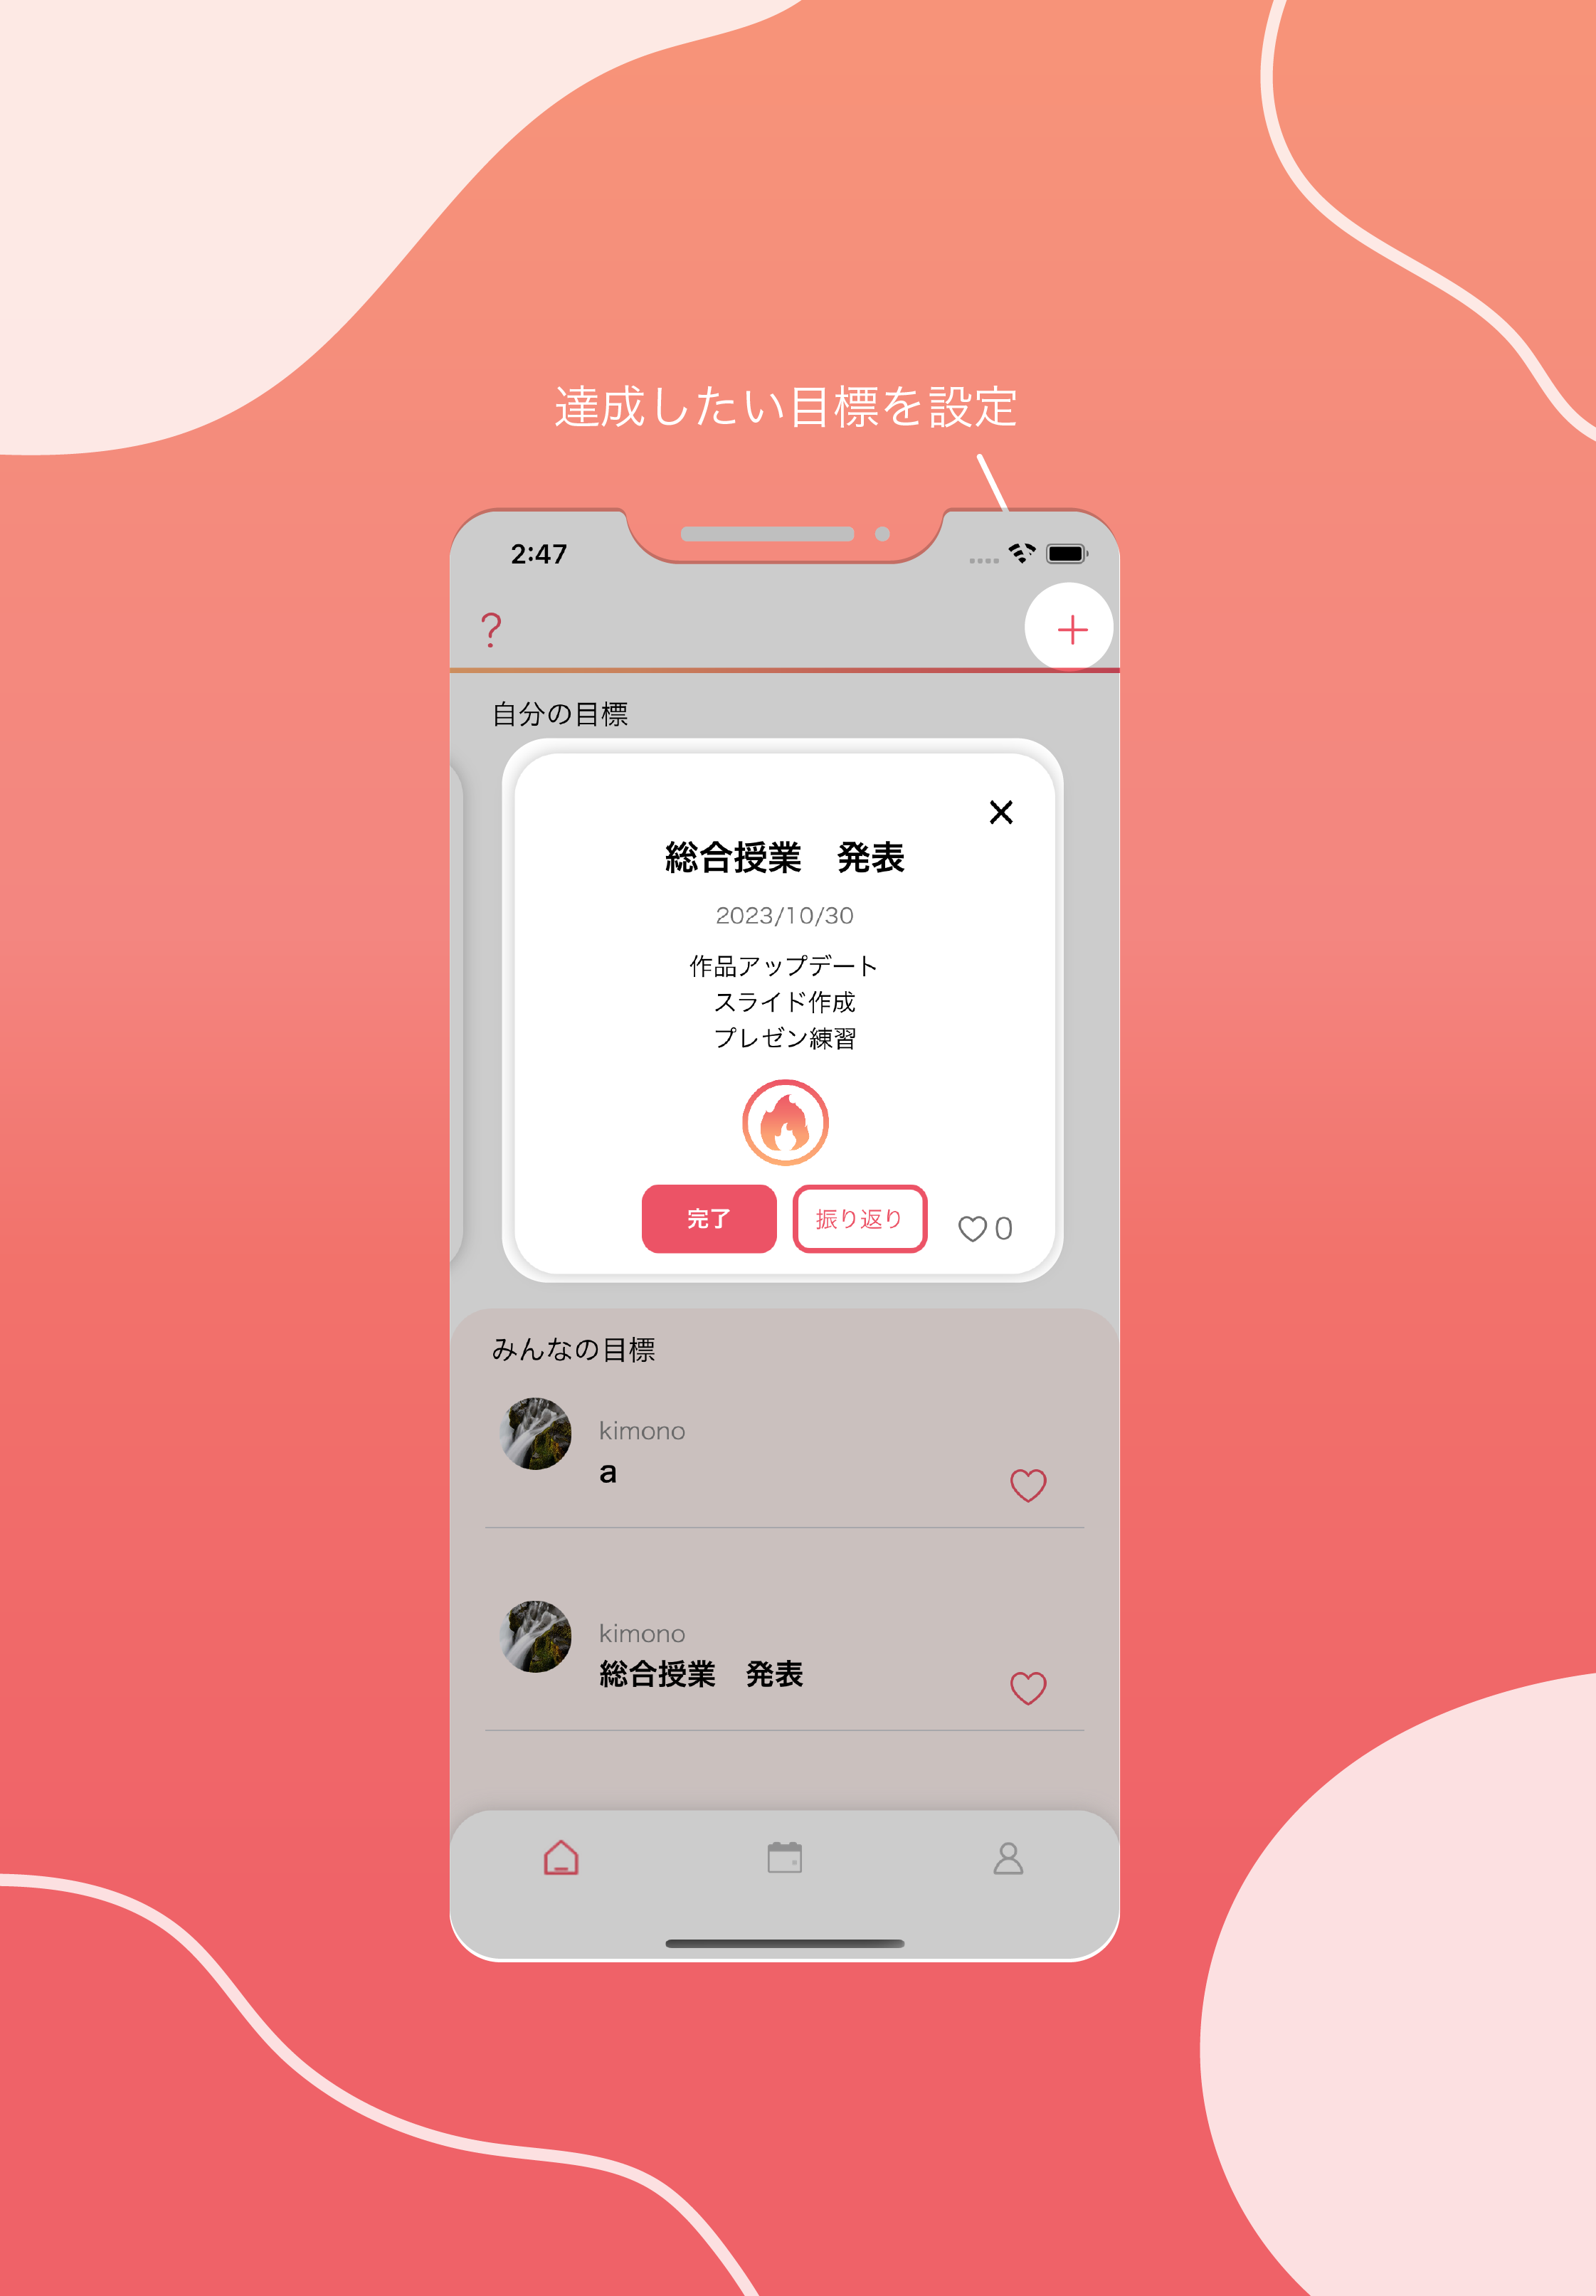 達成したい目標を設定
2:47
?
+
自分の目標
×
総合授業　発表
2023/10/30
作品アップデート
スライド作成
プレゼン練習
完了
振り返り
0
みんなの目標
kimono
a
kimono
総合授業　発表